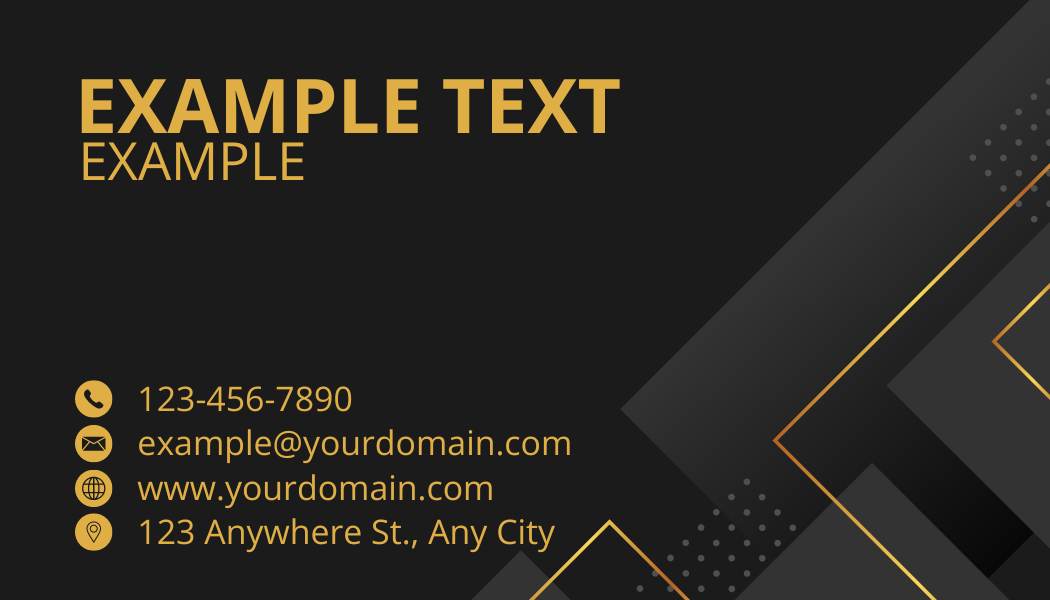 EXAMPLE TEXT
EXAMPLE
123-456-7890
example@yourdomain.com
www.yourdomain.com
123 Anywhere St., Any City